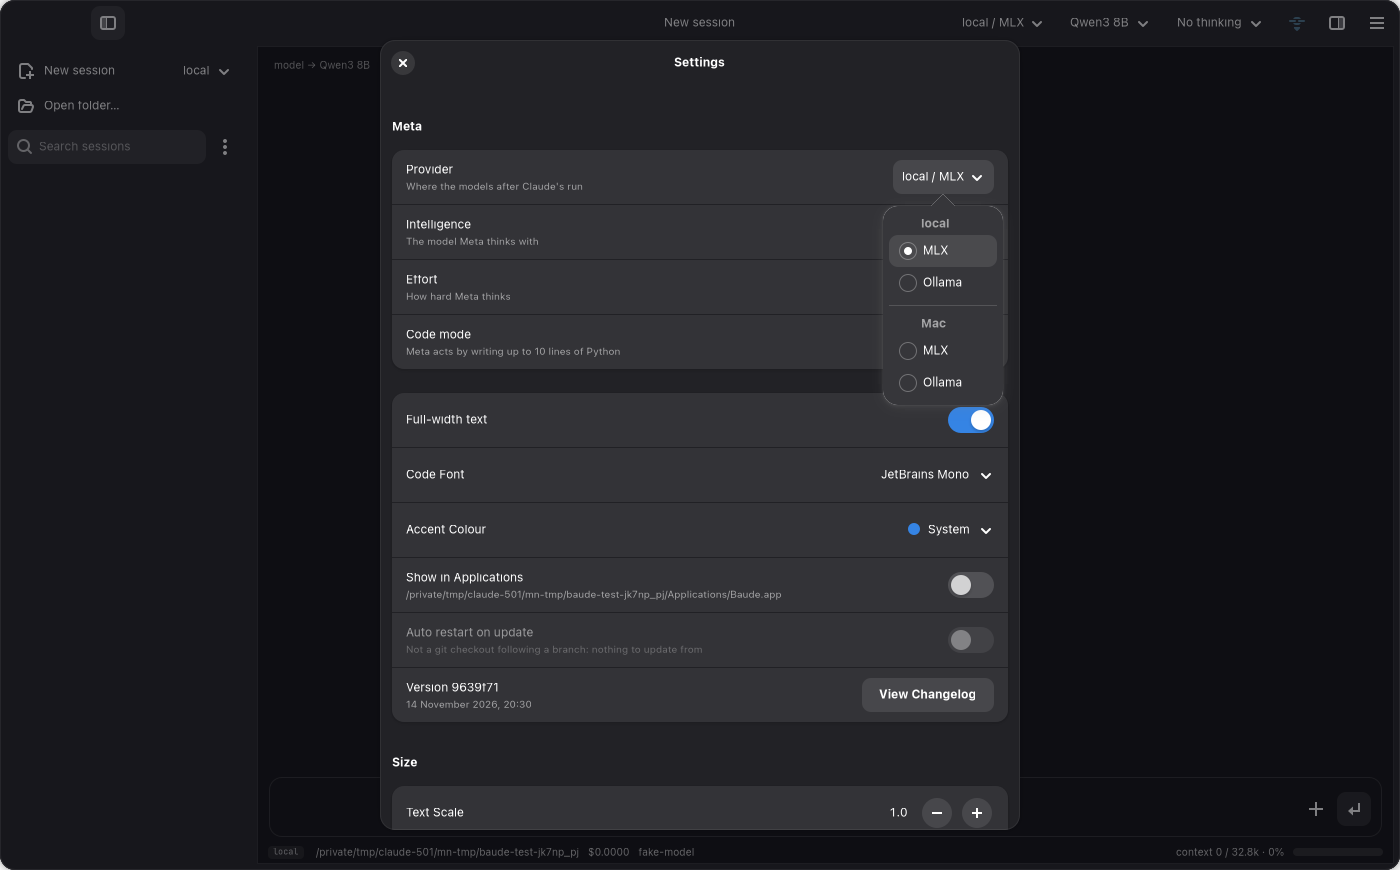 New session
local / MLX
Qwen3 8B
No thinking
New session
local
Open folder...
Search sessions
model → Qwen3 8B
Settings
Meta
Provider
Where the models after Claude's run
local / MLX
Intelligence
The model Meta thinks with
Effort
How hard Meta thinks
Code mode
Meta acts by writing up to 10 lines of Python
local
MLX
Ollama
Mac
MLX
Ollama
Full-width text
Code Font
JetBrains Mono
Accent Colour
System
Show in Applications
/private/tmp/claude-501/mn-tmp/baude-test-jk7np_pj/Applications/Baude.app
Auto restart on update
Not a git checkout following a branch: nothing to update from
Version 9639f71
14 November 2026, 20:30
View Changelog
Size
Text Scale
1.0
local
/private/tmp/claude-501/mn-tmp/baude-test-jk7np_pj
$0.0000
fake-model
context 0 / 32.8k · 0%